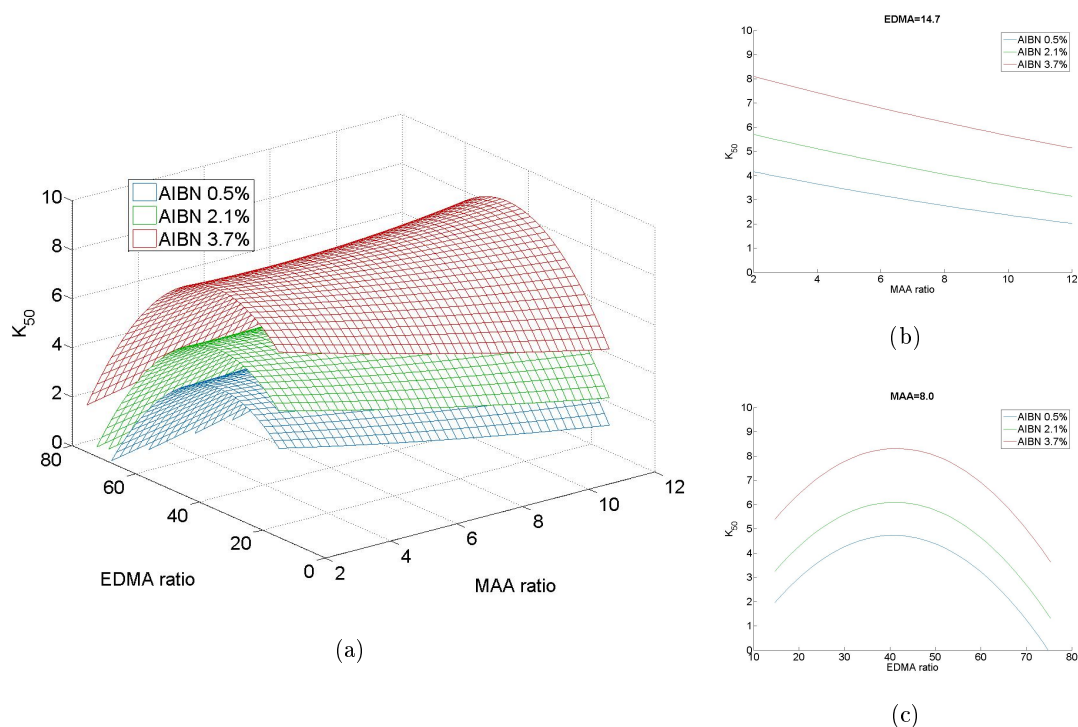 AIBN 0.5%
AIBN 2.1%
AIBN 3.7%
10
8
6
4
2
0
K50
80
60
40
20
0
EDMA ratio
2
4
6
8
10
12
MAA ratio
(a)
EDMA=14.7
AIBN 0.5%
AIBN 2.1%
AIBN 3.7%
10
9
8
7
6
5
4
3
2
1
0
K50
2 4 6 8 10 12
MAA ratio
(b)
MAA=8.0
AIBN 0.5%
AIBN 2.1%
AIBN 3.7%
10
9
8
7
6
5
4
3
2
1
0
K50
10 20 30 40 50 60 70 80
EDMA ratio
(c)